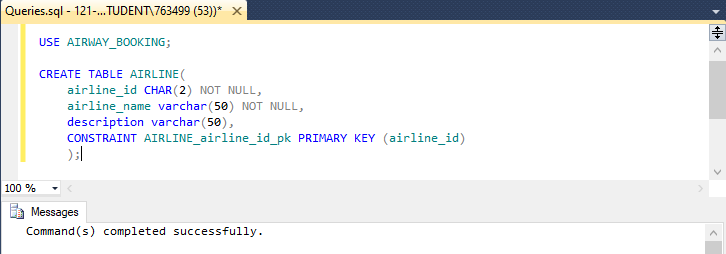 Queries.sql - 121-...TUDENT\763499 (53))*
USE AIRWAY_BOOKING;
CREATE TABLE AIRLINE(
airline_id CHAR(2) NOT NULL,
airline_name varchar(50) NOT NULL,
description varchar(50),
CONSTRAINT AIRLINE_airline_id_pk PRIMARY KEY (airline_id)
);
100 %
Messages
Command(s) completed successfully.